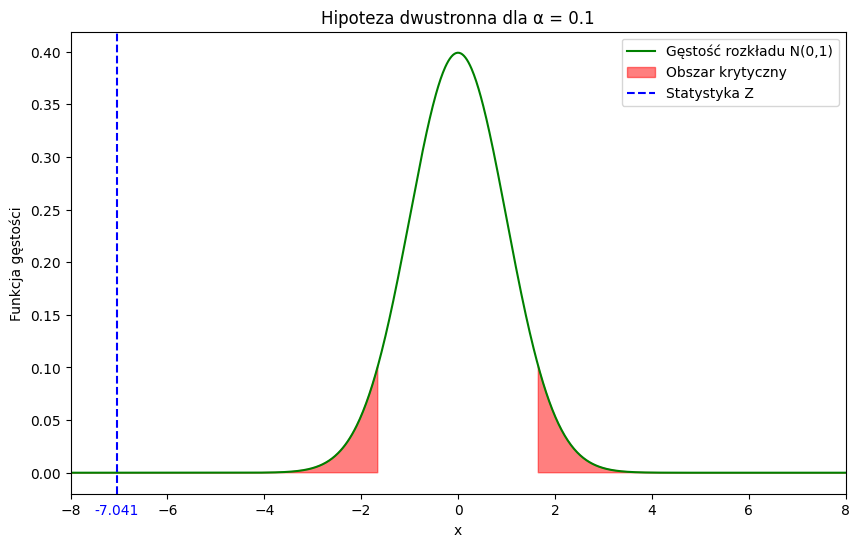 Hipoteza dwustronna dla α = 0.1
Gęstość rozkładu N(0,1)
Obszar krytyczny
Statystyka Z
Funkcja gęstości
0.40
0.35
0.30
0.25
0.20
0.15
0.10
0.05
0.00
−8 -7.041 −6 −4 −2 0 2 4 6 8
x